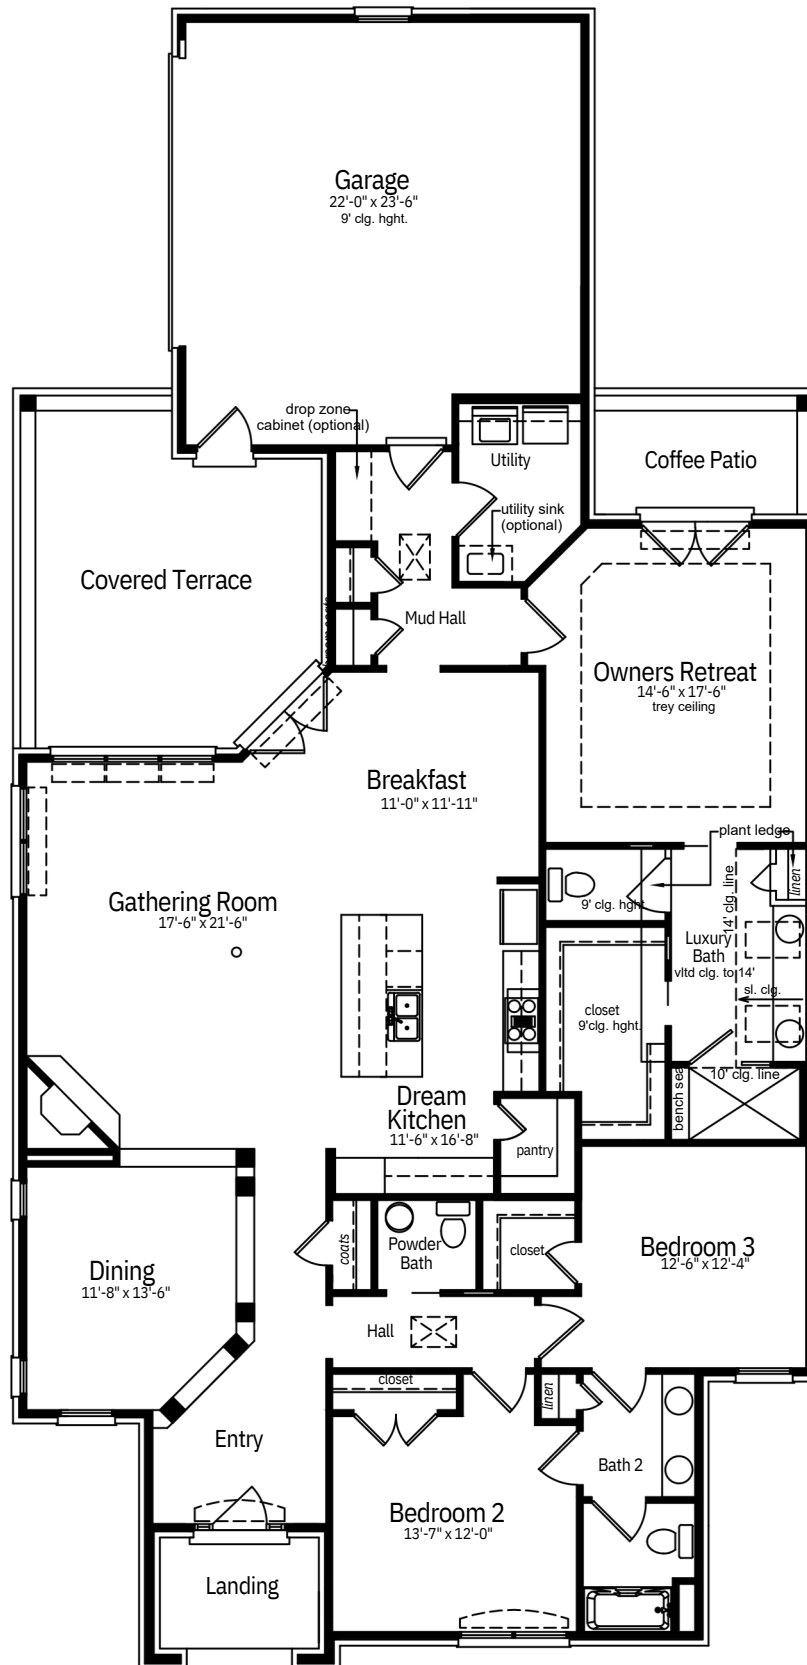 Garage
22'-0" x 23'-6"
9' clg. hght.
drop zone
cabinet (optional)
Utility
Coffee Patio
utility sink
(optional)
Covered Terrace
Mud Hall
Owners Retreat
14'-6" x 17'-6"
trey ceiling
Breakfast
11'-0" x 11'-11"
plant ledge
linen
9' clg. hght.
14' clg. line
Gathering Room
17'-6" x 21'-6"
Luxury
Bath
vltd clg. to 14'
sl. clg.
closet
9'clg. hght.
10' clg. line
bench sea
Dream
Kitchen
11'-6" x 16'-8"
pantry
coats
Powder
Bath
closet
Bedroom 3
12'-6" x 12'-4"
Dining
11'-8" x 13'-6"
Hall
closet
linen
Entry
Bath 2
Bedroom 2
13'-7" x 12'-0"
Landing